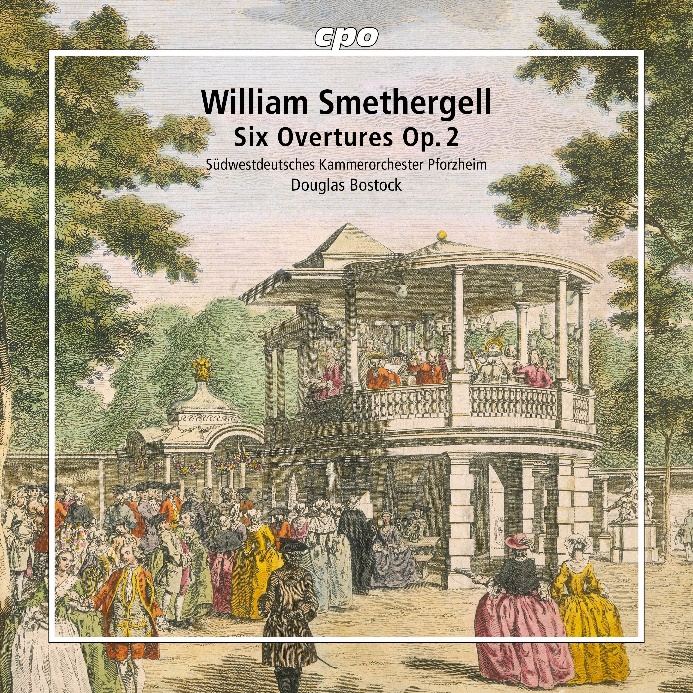 cpo
William Smethergell
Six Overtures Op. 2
Südwestdeutsches Kammerorchester Pforzheim
Douglas Bostock